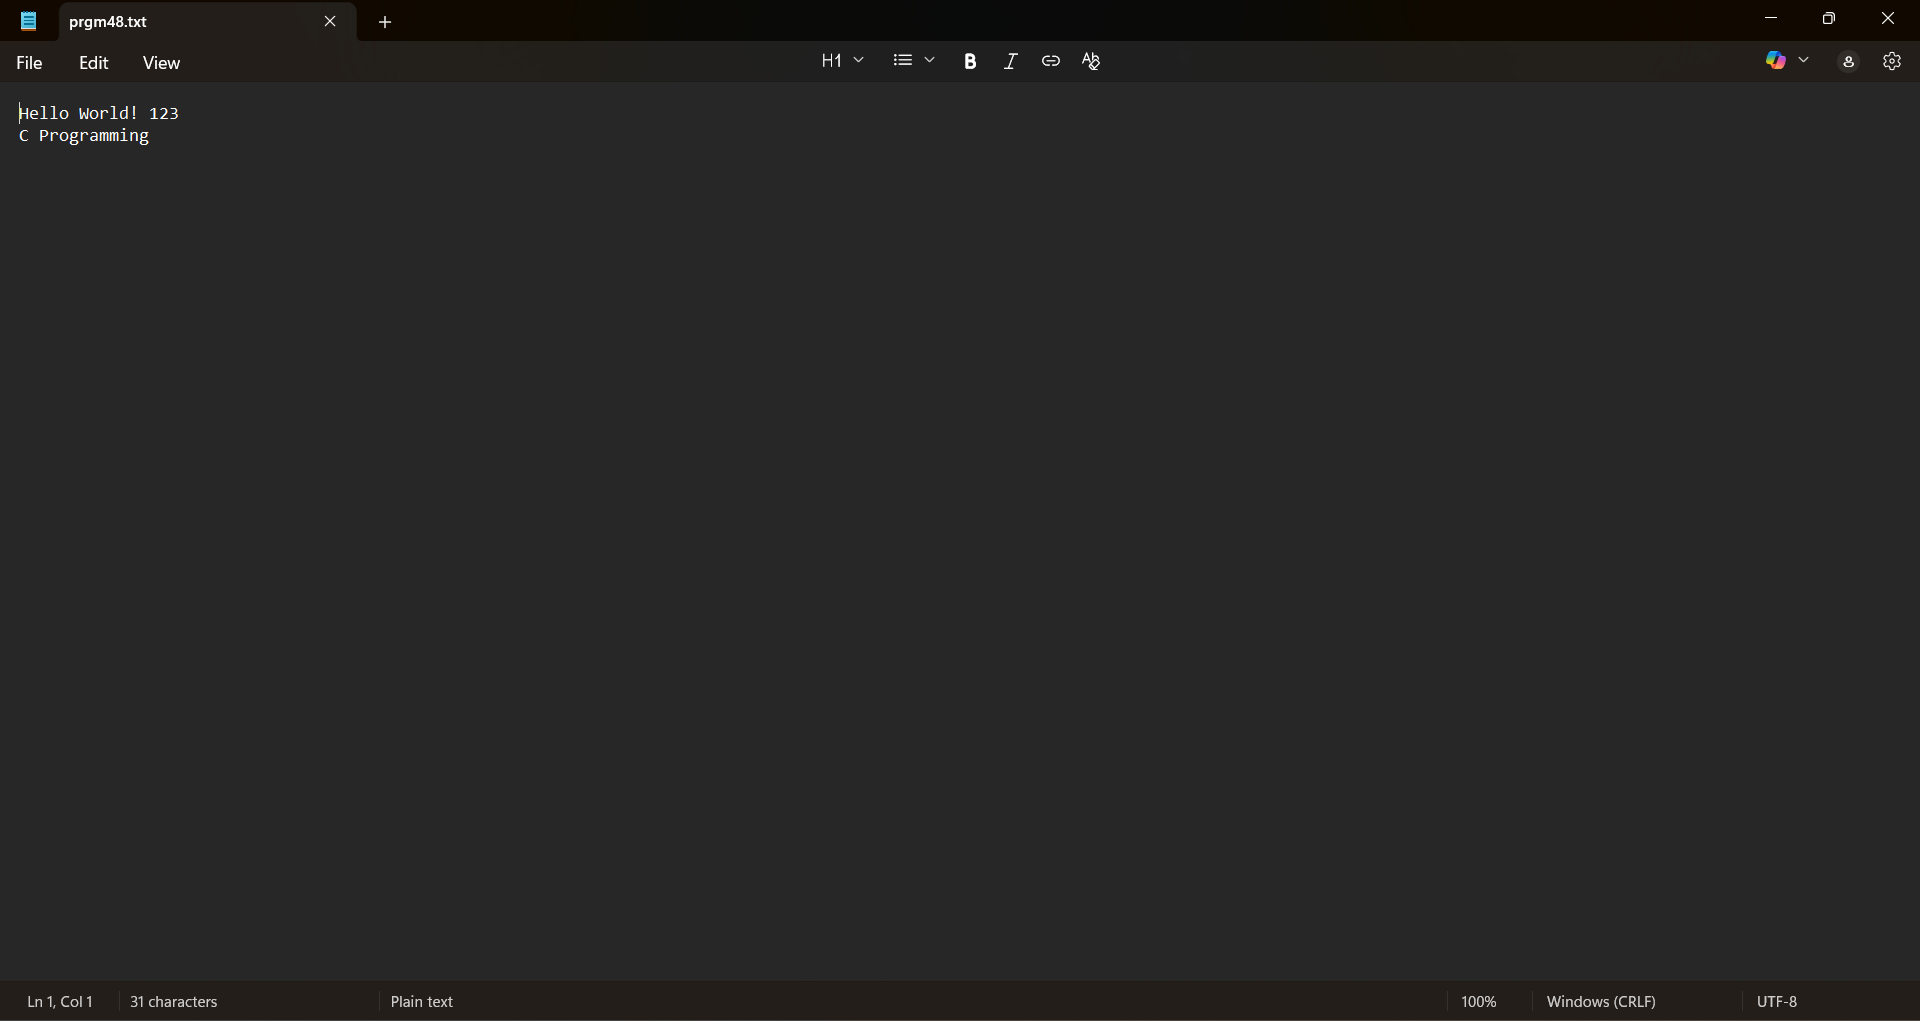 prgm48.txt
File Edit View
H1 B I
Hello World! 123
C Programming
Ln 1, Col 1 31 characters Plain text 100% Windows (CRLF) UTF-8